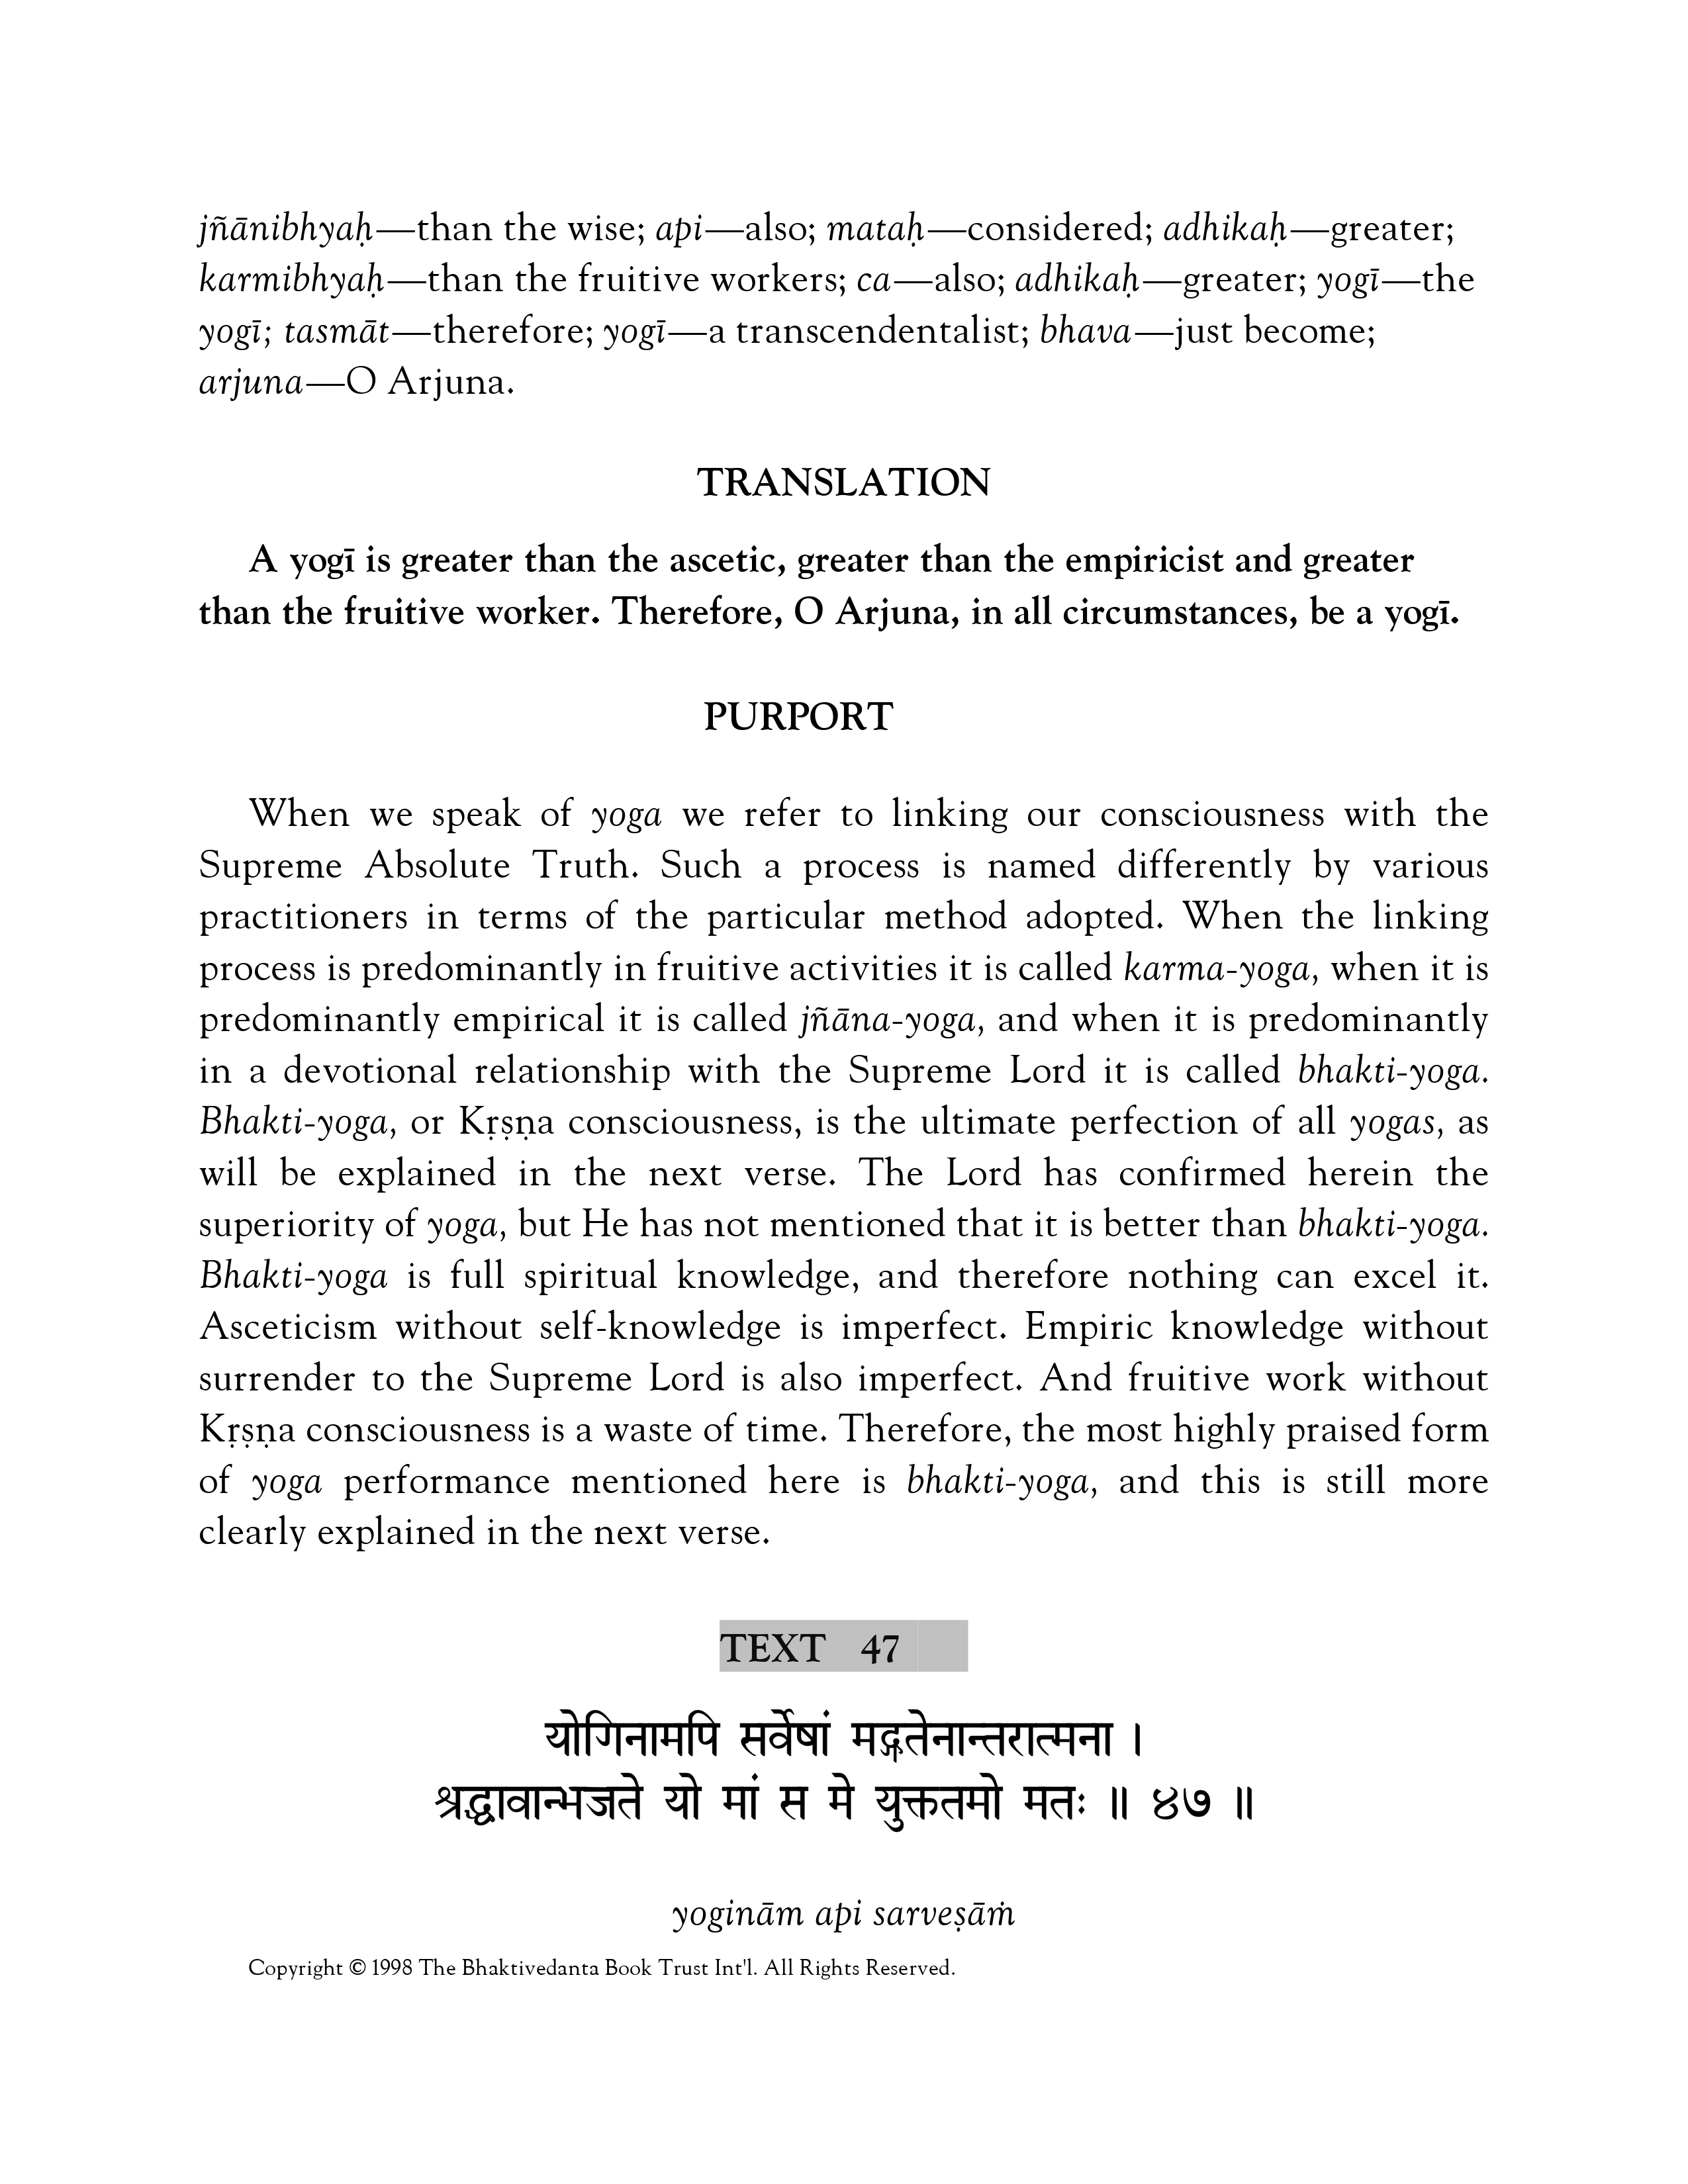 jñānibhyaḥ—than the wise; api—also; mataḥ—considered; adhikaḥ—greater;
karmibhyaḥ—than the fruitive workers; ca—also; adhikaḥ—greater; yogī—the
yogī; tasmāt—therefore; yogī—a transcendentalist; bhava—just become;
arjuna—O Arjuna.
TRANSLATION
A yogī is greater than the ascetic, greater than the empiricist and greater
than the fruitive worker. Therefore, O Arjuna, in all circumstances, be a yogī.
PURPORT
When we speak of yoga we refer to linking our consciousness with the
Supreme Absolute Truth. Such a process is named differently by various
practitioners in terms of the particular method adopted. When the linking
process is predominantly in fruitive activities it is called karma-yoga, when it is
predominantly empirical it is called jñāna-yoga, and when it is predominantly
in a devotional relationship with the Supreme Lord it is called bhakti-yoga.
Bhakti-yoga, or Kṛṣṇa consciousness, is the ultimate perfection of all yogas, as
will be explained in the next verse. The Lord has confirmed herein the
superiority of yoga, but He has not mentioned that it is better than bhakti-yoga.
Bhakti-yoga is full spiritual knowledge, and therefore nothing can excel it.
Asceticism without self-knowledge is imperfect. Empiric knowledge without
surrender to the Supreme Lord is also imperfect. And fruitive work without
Kṛṣṇa consciousness is a waste of time. Therefore, the most highly praised form
of yoga performance mentioned here is bhakti-yoga, and this is still more
clearly explained in the next verse.
TEXT 47
योगिनामपि सर्वेषां मद्गतेनान्तरात्मना ।
श्रद्धावान्भजते यो मां स मे युक्ततमो मतः ॥ ४७ ॥
yoginām api sarveṣāṁ
Copyright © 1998 The Bhaktivedanta Book Trust Int'l. All Rights Reserved.